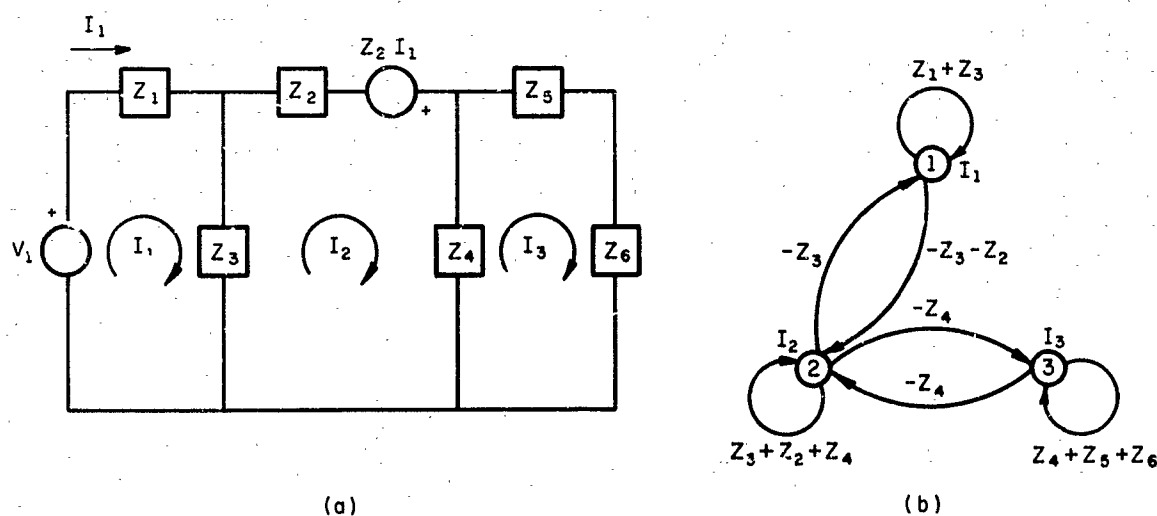 I1
Z2 I1
Z1
Z2
+
Z5
+
V1
I1
Z3
I2
Z4
I3
Z6
(a)
Z1+Z3
1
I1
-Z3
-Z3-Z2
-Z4
I2
2
I3
3
-Z4
Z3+Z2+Z4
Z4+Z5+Z6
(b)